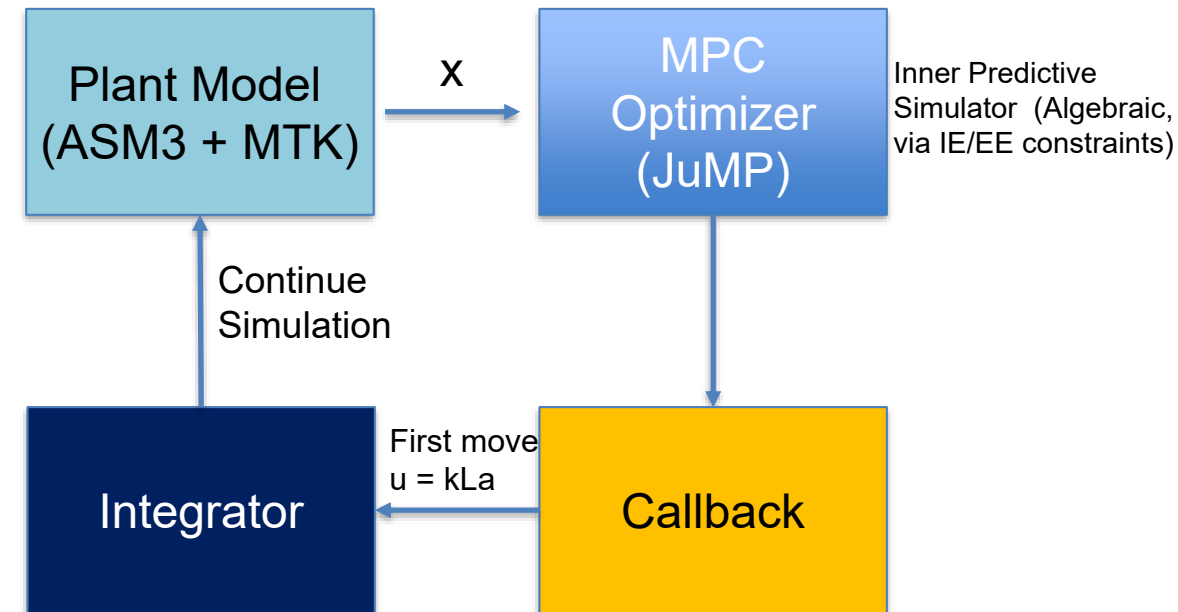 Plant Model
(ASM3 + MTK)
x
MPC
Optimizer
(JuMP)
Inner Predictive
Simulator (Algebraic,
via IE/EE constraints)
Continue
Simulation
Integrator
First move
u = kLa
Callback